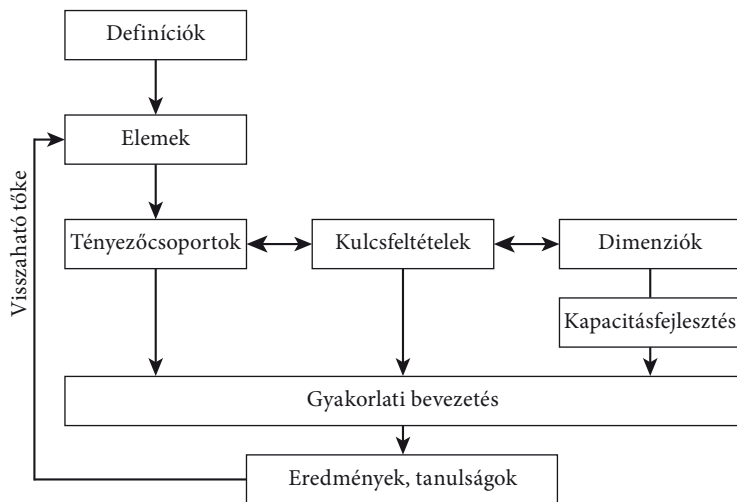 Definíciók
Elemek
Visszaható tőke
Tényezőcsoportok
Kulcsfeltételek
Dimenziók
Kapacitásfejlesztés
Gyakorlati bevezetés
Eredmények, tanulságok